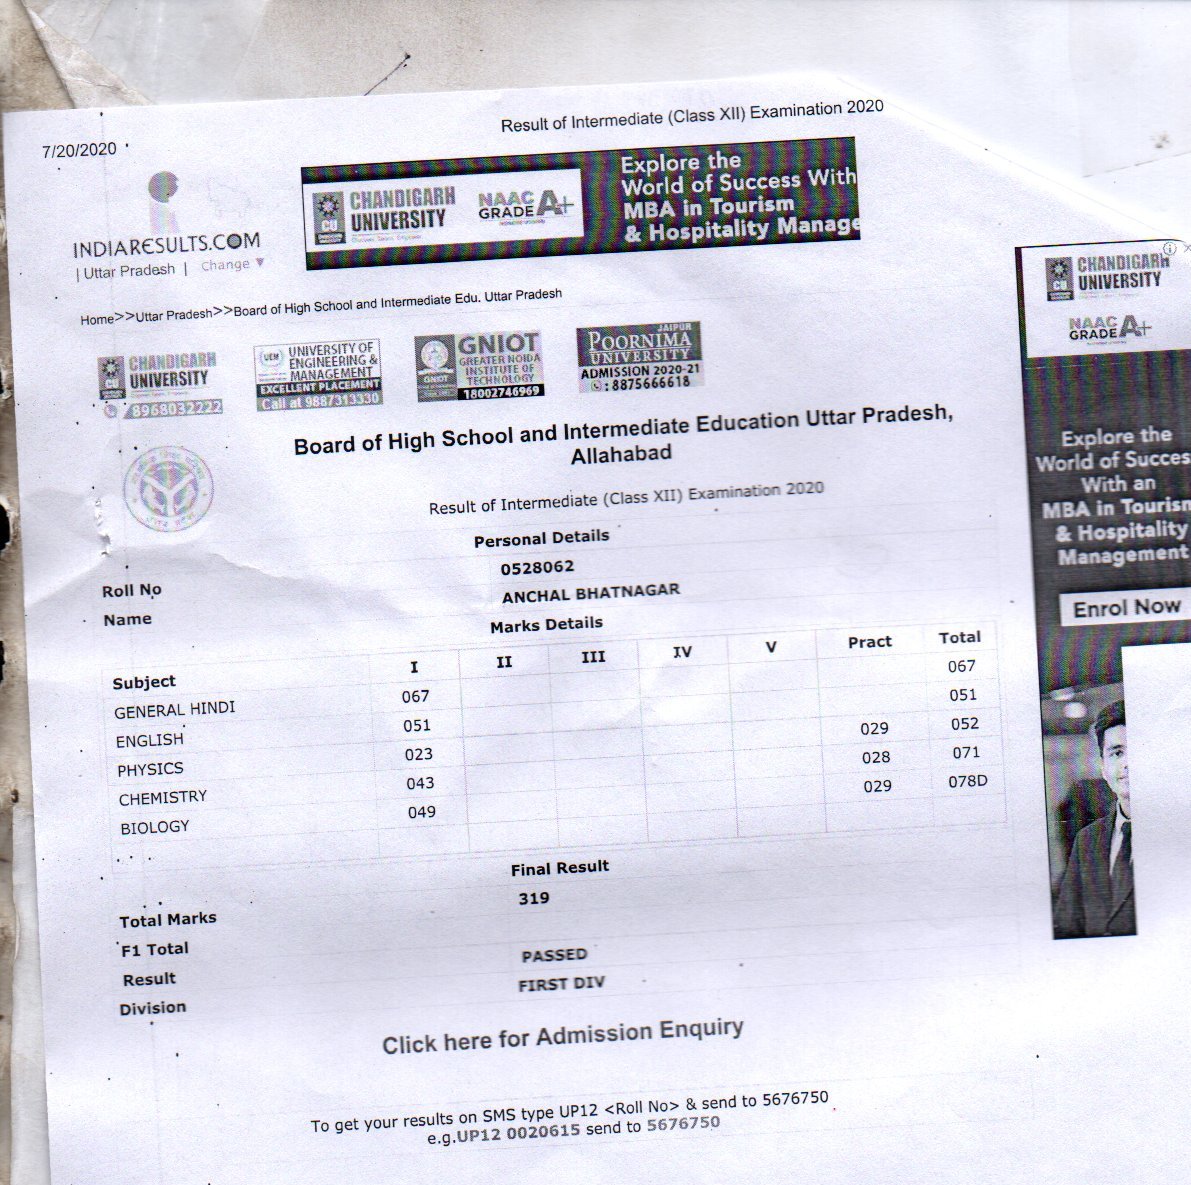 7/20/2020
Result of Intermediate (Class XII) Examination 2020
INDIARESULTS.COM
| Uttar Pradesh | Change ▼
CU
CHANDIGARH
UNIVERSITY
NAAC
GRADE A+
Explore the
World of Success With
MBA in Tourism
& Hospitality Manage
Home>>Uttar Pradesh>>Board of High School and Intermediate Edu. Uttar Pradesh
CU
CHANDIGARH
UNIVERSITY
8968032222
UEM
UNIVERSITY OF
ENGINEERING &
MANAGEMENT
EXCELLENT PLACEMENT
Call at 9887313330
GNIOT
GNIOT
GREATER NOIDA
INSTITUTE OF
TECHNOLOGY
18002746969
JAIPUR
POORNIMA
UNIVERSITY
ADMISSION 2020-21
: 8875666618
Board of High School and Intermediate Education Uttar Pradesh,
Allahabad
Result of Intermediate (Class XII) Examination 2020
Personal Details
Roll No 0528062
Name ANCHAL BHATNAGAR
Marks Details
Subject I II III IV V Pract Total
GENERAL HINDI 067 067
ENGLISH 051 051
PHYSICS 023 029 052
CHEMISTRY 043 028 071
BIOLOGY 049 029 078D
Final Result
Total Marks 319
F1 Total
Result PASSED
Division FIRST DIV
Click here for Admission Enquiry
To get your results on SMS type UP12 <Roll No> & send to 5676750
e.g.UP12 0020615 send to 5676750
CU
CHANDIGARH
UNIVERSITY
NAAC
GRADE A+
Explore the
World of Succes
With an
MBA in Tourism
& Hospitality
Management
Enrol Now